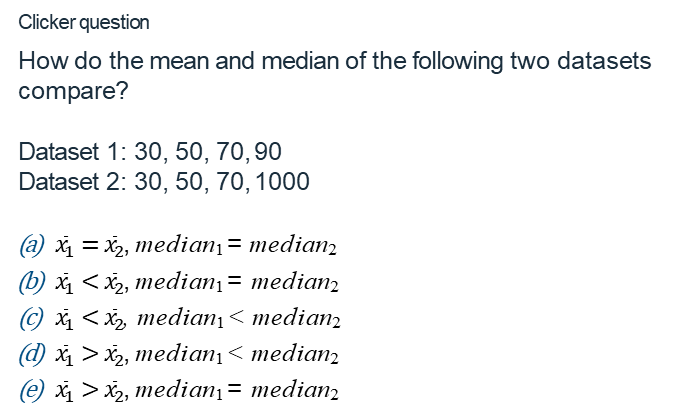 Clicker question
How do the mean and median of the following two datasets
compare?
Dataset 1: 30, 50, 70, 90
Dataset 2: 30, 50, 70, 1000
(a) x̄₁ = x̄₂, median₁ = median₂
(b) x̄₁ < x̄₂, median₁ = median₂
(c) x̄₁ < x̄₂, median₁ < median₂
(d) x̄₁ > x̄₂, median₁ < median₂
(e) x̄₁ > x̄₂, median₁ = median₂